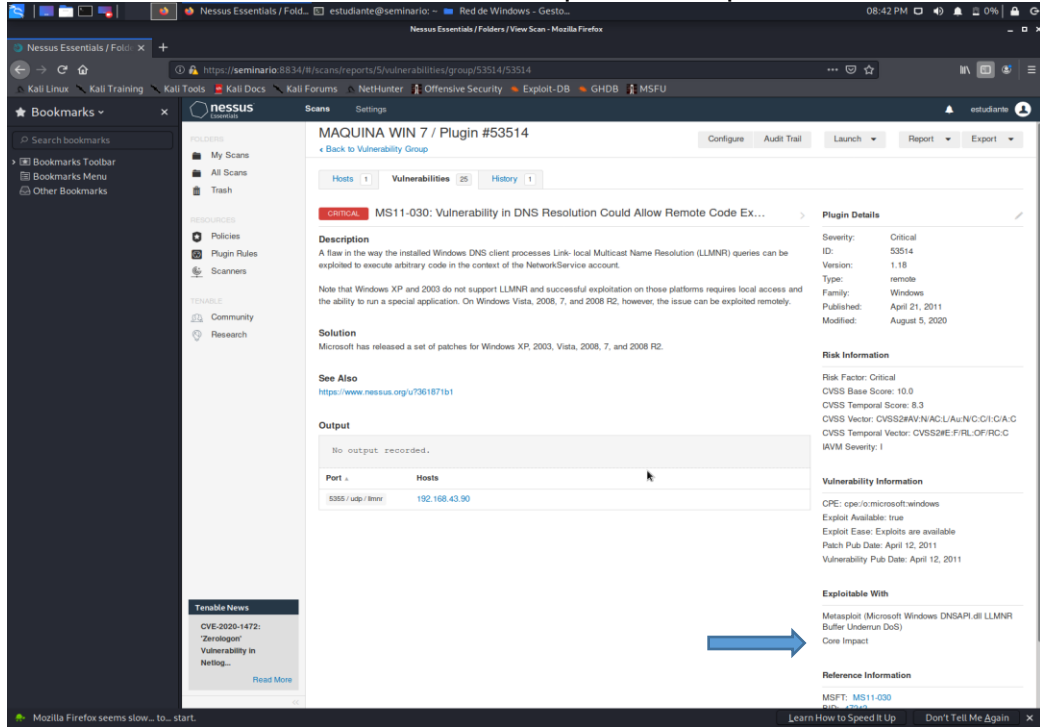 Nessus Essentials / Fold...
estudiante@seminario: ~
Red de Windows - Gesto...
08:42 PM
0%
Nessus Essentials / Folders / View Scan - Mozilla Firefox
Nessus Essentials / Folde
https://seminario:8834/#/scans/reports/5/vulnerabilities/group/53514/53514
Kali Linux
Kali Training
Kali Tools
Kali Docs
Kali Forums
NetHunter
Offensive Security
Exploit-DB
GHDB
MSFU
Bookmarks
Search bookmarks
Bookmarks Toolbar
Bookmarks Menu
Other Bookmarks
nessus
Essentials
Scans
Settings
estudiante
FOLDERS
My Scans
All Scans
Trash
RESOURCES
Policies
Plugin Rules
Scanners
TENABLE
Community
Research
Tenable News
CVE-2020-1472:
'Zerologon'
Vulnerability in
Netlog...
Read More
MAQUINA WIN 7 / Plugin #53514
Back to Vulnerability Group
Configure
Audit Trail
Launch
Report
Export
Hosts 1
Vulnerabilities 25
History 1
CRITICAL
MS11-030: Vulnerability in DNS Resolution Could Allow Remote Code Ex...
Description
A flaw in the way the installed Windows DNS client processes Link- local Multicast Name Resolution (LLMNR) queries can be
exploited to execute arbitrary code in the context of the NetworkService account.
Note that Windows XP and 2003 do not support LLMNR and successful exploitation on those platforms requires local access and
the ability to run a special application. On Windows Vista, 2008, 7, and 2008 R2, however, the issue can be exploited remotely.
Solution
Microsoft has released a set of patches for Windows XP, 2003, Vista, 2008, 7, and 2008 R2.
See Also
https://www.nessus.org/u?361871b1
Output
No output recorded.
Port
Hosts
5355 / udp / llmnr
192.168.43.90
Plugin Details
Severity: Critical
ID: 53514
Version: 1.18
Type: remote
Family: Windows
Published: April 21, 2011
Modified: August 5, 2020
Risk Information
Risk Factor: Critical
CVSS Base Score: 10.0
CVSS Temporal Score: 8.3
CVSS Vector: CVSS2#AV:N/AC:L/Au:N/C:C/I:C/A:C
CVSS Temporal Vector: CVSS2#E:F/RL:OF/RC:C
IAVM Severity: I
Vulnerability Information
CPE: cpe:/o:microsoft:windows
Exploit Available: true
Exploit Ease: Exploits are available
Patch Pub Date: April 12, 2011
Vulnerability Pub Date: April 12, 2011
Exploitable With
Metasploit (Microsoft Windows DNSAPI.dll LLMNR
Buffer Underrun DoS)
Core Impact
Reference Information
MSFT: MS11-030
Mozilla Firefox seems slow... to... start.
Learn How to Speed It Up
Don't Tell Me Again